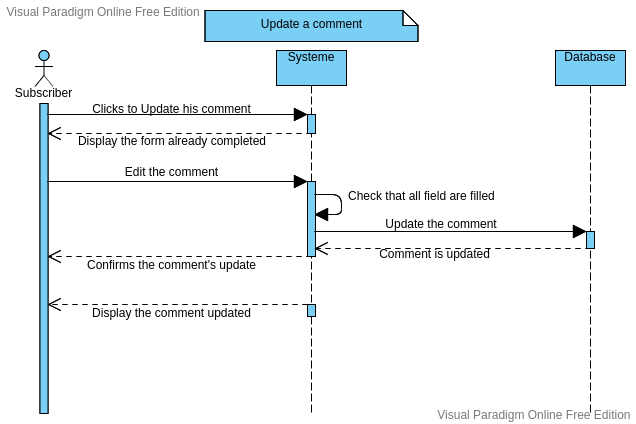 Visual Paradigm Online Free Edition
Update a comment
Subscriber
Systeme
Database
Clicks to Update his comment
Display the form already completed
Edit the comment
Check that all field are filled
Update the comment
Comment is updated
Confirms the comment's update
Display the comment updated
Visual Paradigm Online Free Edition